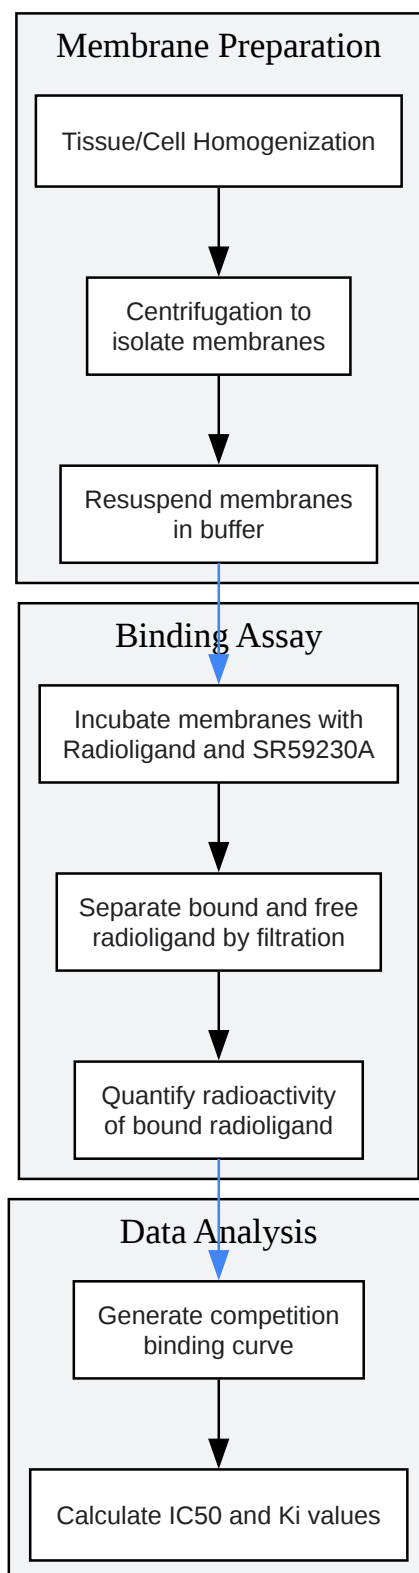 Membrane Preparation
Tissue/Cell Homogenization
Centrifugation to
isolate membranes
Resuspend membranes
in buffer
Binding Assay
Incubate membranes with
Radioligand and SR59230A
Separate bound and free
radioligand by filtration
Quantify radioactivity
of bound radioligand
Data Analysis
Generate competition
binding curve
Calculate IC50 and Ki values